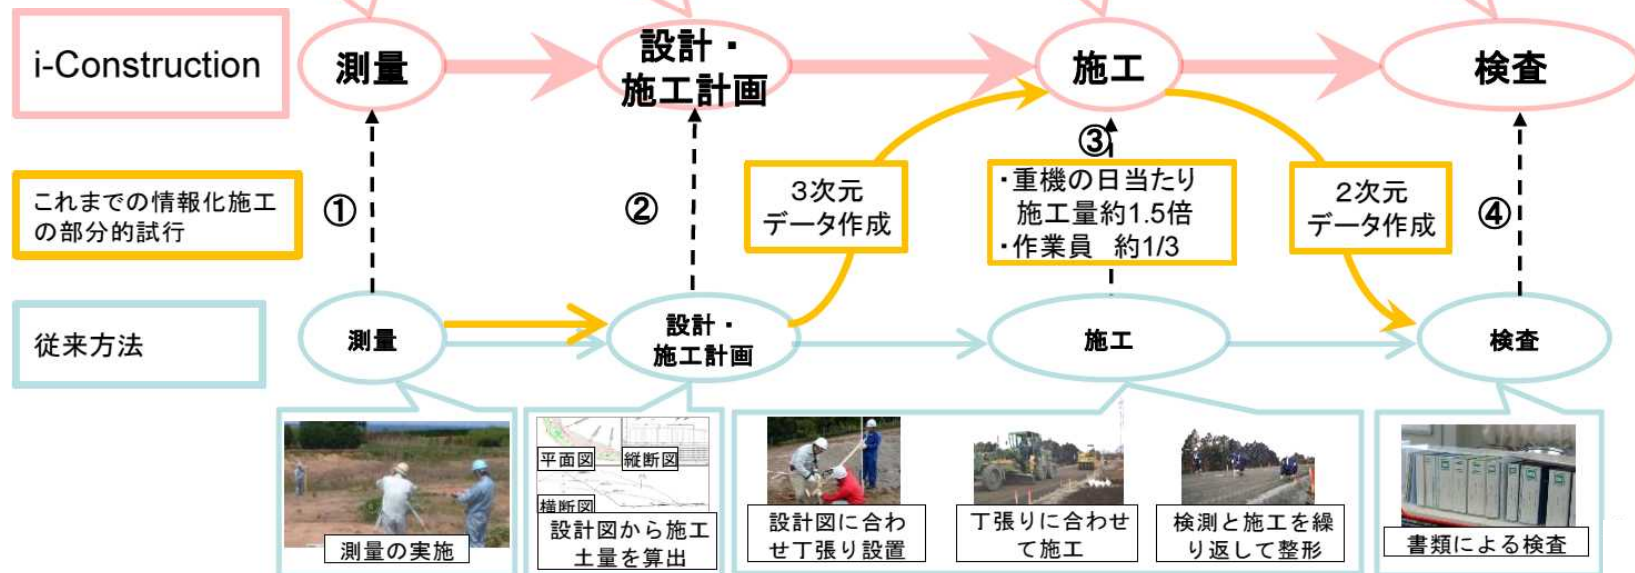 i-Construction
測量
設計・
施工計画
施工
検査
これまでの情報化施工
の部分的試行
①
②
3次元
データ作成
③
・重機の日当たり
施工量約1.5倍
・作業員 約1/3
2次元
データ作成
④
従来方法
測量
設計・
施工計画
施工
検査
測量の実施
平面図
縦断図
横断図
設計図から施工
土量を算出
設計図に合わ
せ丁張り設置
丁張りに合わせ
て施工
検測と施工を繰
り返して整形
書類による検査